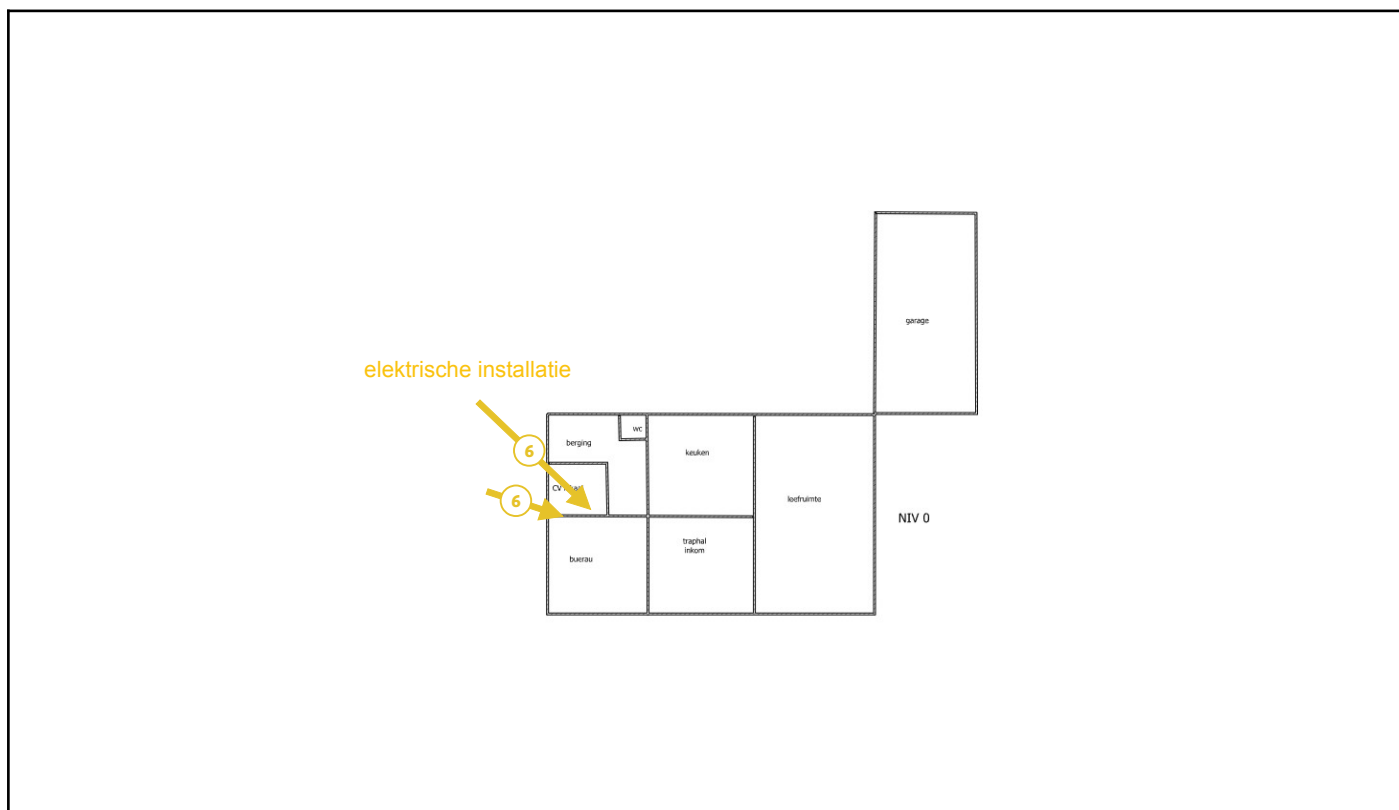 garage
elektrische installatie
wc
berging
6
keuken
CV
6
leefruimte
NIV 0
traphal
inkom
buerau